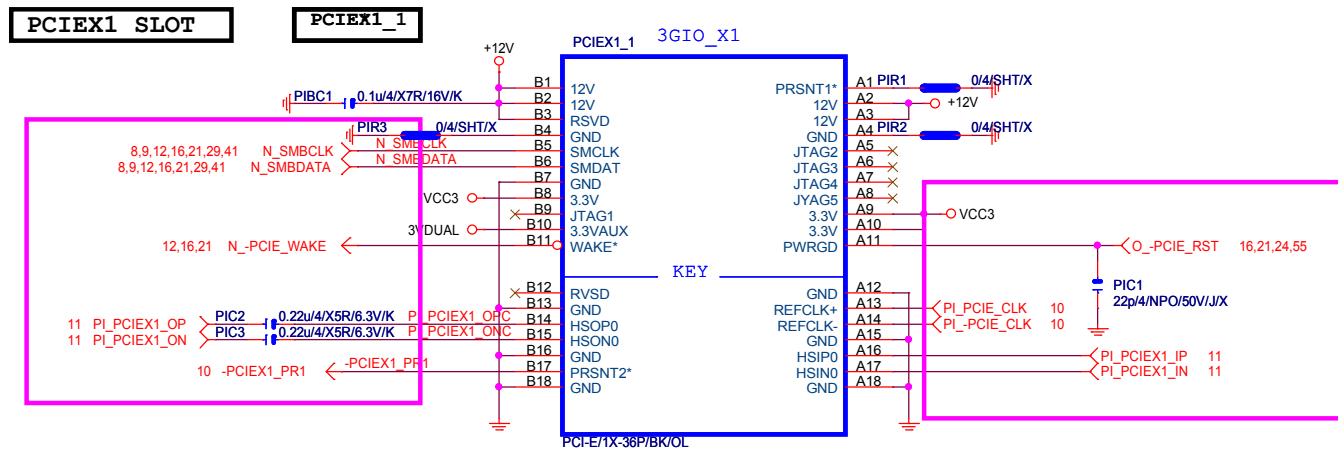 PCIEX1 SLOT
PCIEX1_1
PCIEX1_1
3GIO_X1
+12V
PIBC1 0.1u/4/X7R/16V/K
PIR3 0/4/SHT/X
8,9,12,16,21,29,41 N_SMBCLK N_SMBCLK
8,9,12,16,21,29,41 N_SMBDATA N_SMBDATA
VCC3
3VDUAL
12,16,21 N_-PCIE_WAKE
11 PI_PCIEX1_OP PIC2 0.22u/4/X5R/6.3V/K PI_PCIEX1_OPC
11 PI_PCIEX1_ON PIC3 0.22u/4/X5R/6.3V/K PI_PCIEX1_ONC
10 -PCIEX1_PR1 -PCIEX1_PR1
B1 12V
B2 12V
B3 RSVD
B4 GND
B5 SMCLK
B6 SMDAT
B7 GND
B8 3.3V
B9 JTAG1
B10 3.3VAUX
B11 WAKE*
KEY
B12 RVSD
B13 GND
B14 HSOP0
B15 HSON0
B16 GND
B17 PRSNT2*
B18 GND
PRSNT1* A1 PIR1 0/4/SHT/X
12V A2 +12V
12V A3
GND A4 PIR2 0/4/SHT/X
JTAG2 A5
JTAG3 A6
JTAG4 A7
JYAG5 A8
3.3V A9 VCC3
3.3V A10
PWRGD A11 O_-PCIE_RST 16,21,24,55
PIC1
22p/4/NPO/50V/J/X
GND A12
REFCLK+ A13 PI_PCIE_CLK 10
REFCLK- A14 PI_-PCIE_CLK 10
GND A15
HSIP0 A16 PI_PCIEX1_IP 11
HSIN0 A17 PI_PCIEX1_IN 11
GND A18
PCI-E/1X-36P/BK/OL